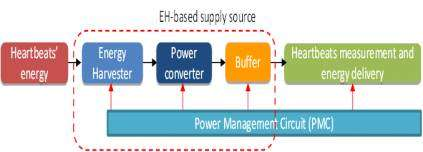 EH-based supply source
Heartbeats'
energy
Energy
Harvester
Power
converter
Buffer
Heartbeats measurement and
energy delivery
Power Management Circuit (PMC)